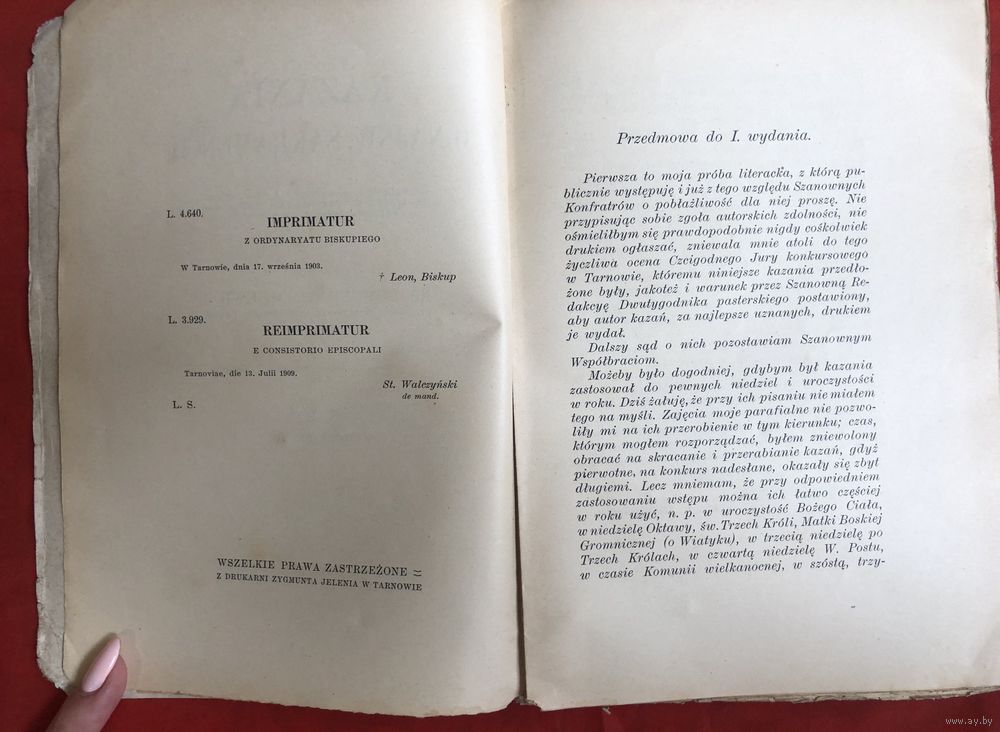 L. 4.640.
IMPRIMATUR
Z ORDYNARYATU BISKUPIEGO
W Tarnowie, dnia 17. września 1903.
† Leon, Biskup
L. 3.929.
REIMPRIMATUR
E CONSISTORIO EPISCOPALI
Tarnoviae, die 13. Julii 1909.
St. Walczyński
de mand.
L. S.
WSZELKIE PRAWA ZASTRZEŻONE
Z DRUKARNI ZYGMUNTA JELENIA W TARNOWIE
Przedmowa do I. wydania.
Pierwsza to moja próba literacka, z którą pu-
blicznie występuję i już z tego względu Szanownych
Konfratrów o pobłażliwość dla niej proszę. Nie
przypisując sobie zgoła autorskich zdolności, nie
ośmieliłbym się prawdopodobnie nigdy cośkolwiek
drukiem ogłaszać, zniewala mnie atoli do tego
życzliwa ocena Czcigodnego Jury konkursowego
w Tarnowie, któremu niniejsze kazania przedło-
żone były, jakoteż i warunek przez Szanowną Re-
dakcyę Dwutygodnika pasterskiego postawiony,
aby autor kazań, za najlepsze uznanych, drukiem
je wydał.
Dalszy sąd o nich pozostawiam Szanownym
Współbraciom.
Możeby było dogodniej, gdybym był kazania
zastosował do pewnych niedziel i uroczystości
w roku. Dziś żałuję, że przy ich pisaniu nie miałem
tego na myśli. Zajęcia moje parafialne nie pozwo-
liły mi na ich przerobienie w tym kierunku; czas,
którym mogłem rozporządzać, byłem zniewolony
obracać na skracanie i przerabianie kazań, gdyż
pierwotne, na konkurs nadesłane, okazały się zbyt
długiemi. Lecz mniemam, że przy odpowiedniem
zastosowaniu wstępu można ich łatwo częściej
w roku użyć, n. p. w uroczystość Bożego Ciała,
w niedzielę Oktawy, św. Trzech Króli, Matki Boskiej
Gromnicznej (o Wiatyku), w trzecią niedzielę po
Trzech Królach, w czwartą niedzielę W. Postu,
w czasie Komunii wielkanocnej, w szóstą, trzy-
www.ay.by